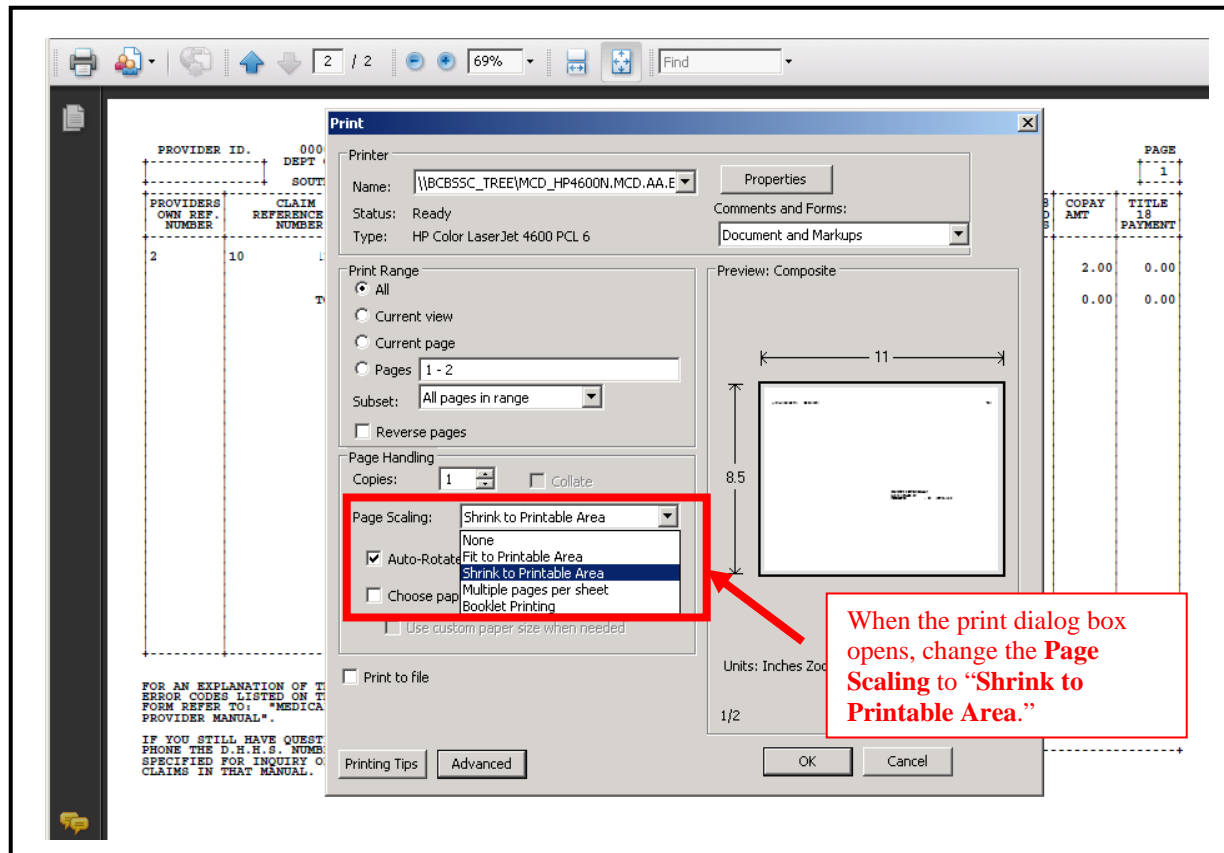 2 / 2 69% Find
Print
PROVIDER ID. 000
DEPT
SOUT
PAGE
1
PROVIDERS OWN REF. NUMBER
CLAIM REFERENCE NUMBER
COPAY AMT
TITLE 18 PAYMENT
2 10
2.00 0.00
0.00 0.00
Printer
Name: \\BCBSSC_TREE\MCD_HP4600N.MCD.AA.E
Properties
Status: Ready
Comments and Forms:
Type: HP Color LaserJet 4600 PCL 6
Document and Markups
Print Range
All
Current view
Current page
Pages 1 - 2
Subset: All pages in range
Reverse pages
Page Handling
Copies: 1 Collate
Page Scaling: Shrink to Printable Area
None
Fit to Printable Area
Shrink to Printable Area
Multiple pages per sheet
Booklet Printing
Auto-Rotate
Choose pap
Use custom paper size when needed
Print to file
Preview: Composite
11
8.5
Units: Inches Zoo
1/2
When the print dialog box
opens, change the Page
Scaling to “Shrink to
Printable Area.”
Printing Tips
Advanced
OK
Cancel
FOR AN EXPLANATION OF T
ERROR CODES LISTED ON T
FORM REFER TO: "MEDICA
PROVIDER MANUAL".
IF YOU STILL HAVE QUEST
PHONE THE D.H.H.S. NUMB
SPECIFIED FOR INQUIRY O
CLAIMS IN THAT MANUAL.